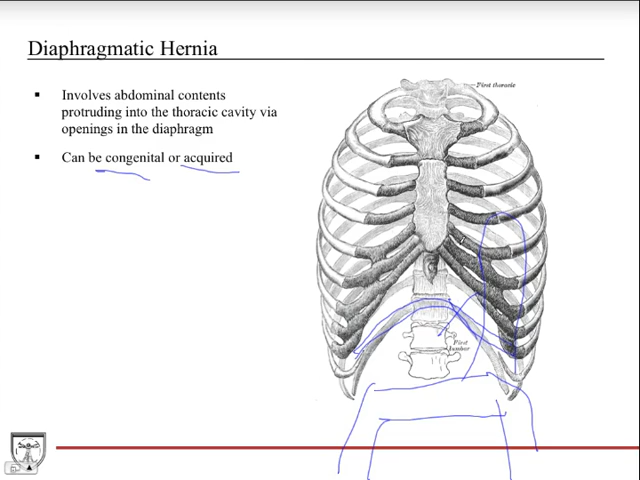 Diaphragmatic Hernia
Involves abdominal contents
protruding into the thoracic cavity via
openings in the diaphragm
Can be congenital or acquired
First thoracic
First
lumbar